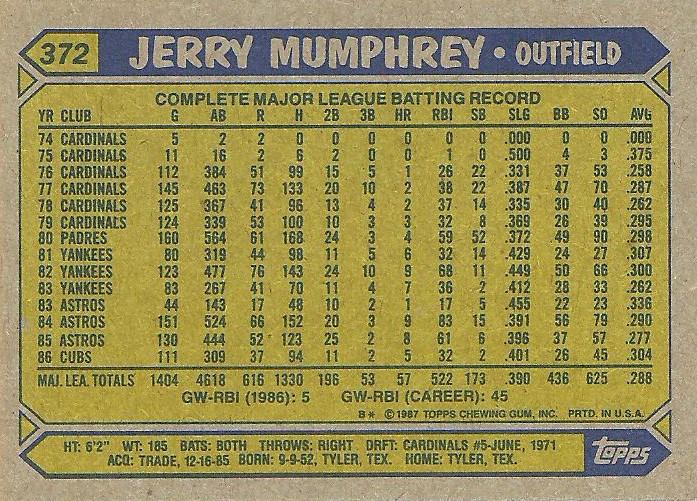 372 JERRY MUMPHREY • OUTFIELD
COMPLETE MAJOR LEAGUE BATTING RECORD
YR CLUB G AB R H 2B 3B HR RBI SB SLG BB SO AVG
74 CARDINALS 5 2 2 0 0 0 0 0 0 .000 0 0 .000
75 CARDINALS 11 16 2 6 2 0 0 1 0 .500 4 3 .375
76 CARDINALS 112 384 51 99 15 5 1 26 22 .331 37 53 .258
77 CARDINALS 145 463 73 133 20 10 2 38 22 .387 47 70 .287
78 CARDINALS 125 367 41 96 13 4 2 37 14 .335 30 40 .262
79 CARDINALS 124 339 53 100 10 3 3 32 8 .369 26 39 .295
80 PADRES 160 564 61 168 24 3 4 59 52 .372 49 90 .298
81 YANKEES 80 319 44 98 11 5 6 32 14 .429 24 27 .307
82 YANKEES 123 477 76 143 24 10 9 68 11 .449 50 66 .300
83 YANKEES 83 267 41 70 11 4 7 36 2 .412 28 33 .262
83 ASTROS 44 143 17 48 10 2 1 17 5 .455 22 23 .336
84 ASTROS 151 524 66 152 20 3 9 83 15 .391 56 79 .290
85 ASTROS 130 444 52 123 25 2 8 61 6 .396 37 57 .277
86 CUBS 111 309 37 94 11 2 5 32 2 .401 26 45 .304
MAJ. LEA. TOTALS 1404 4618 616 1330 196 53 57 522 173 .390 436 625 .288
GW-RBI (1986): 5 GW-RBI (CAREER): 45
B* ©1987 TOPPS CHEWING GUM, INC. PRTD. IN U.S.A.
HT: 6'2" WT: 185 BATS: BOTH THROWS: RIGHT DRFT: CARDINALS #5-JUNE, 1971
ACQ: TRADE, 12-16-85 BORN: 9-9-52, TYLER, TEX. HOME: TYLER, TEX.
topps